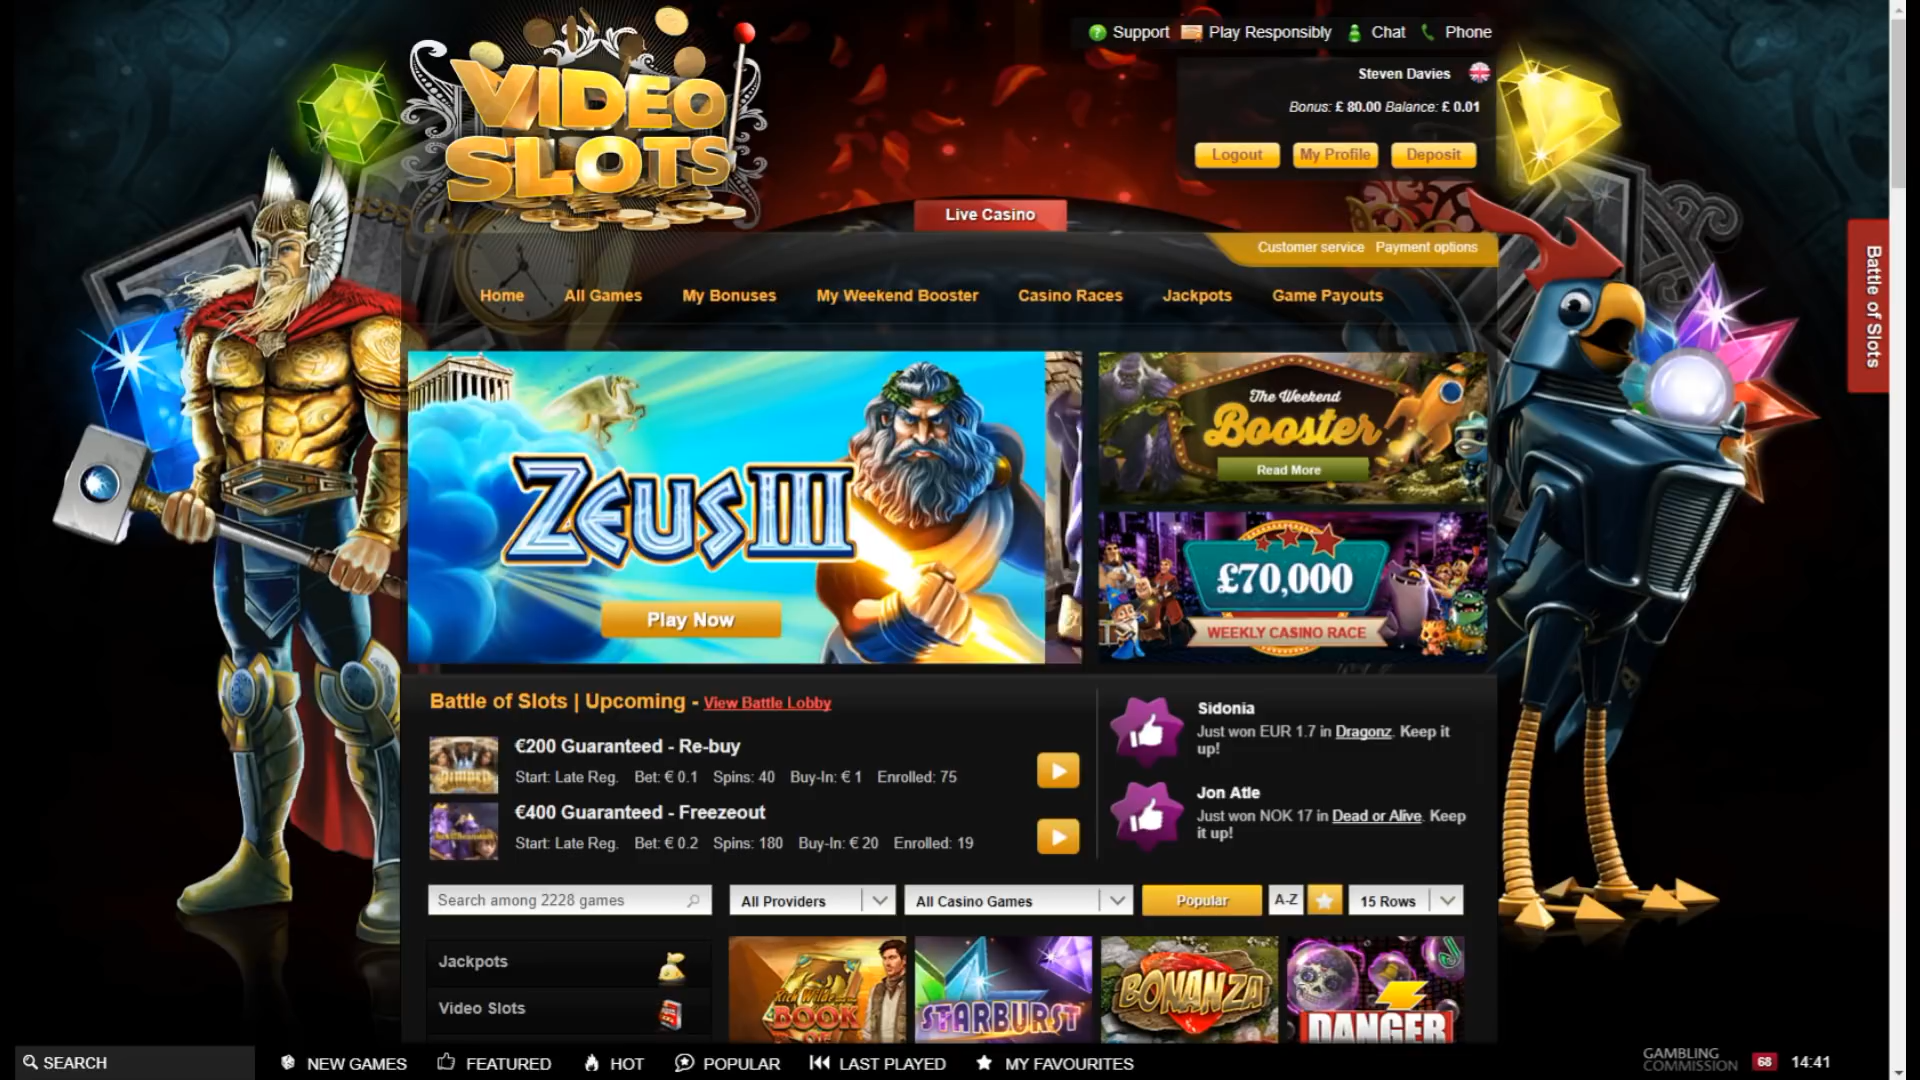 VIDEO
SLOTS
Support Play Responsibly Chat Phone
Steven Davies
Bonus: £ 80.00 Balance: £ 0.01
Logout My Profile Deposit
Live Casino
Customer service Payment options
Home All Games My Bonuses My Weekend Booster Casino Races Jackpots Game Payouts
Battle of Slots
ZEUS III
Play Now
The Weekend
Booster
Read More
£70,000
WEEKLY CASINO RACE
Battle of Slots | Upcoming - View Battle Lobby
€200 Guaranteed - Re-buy
Start: Late Reg. Bet: € 0.1 Spins: 40 Buy-In: € 1 Enrolled: 75
€400 Guaranteed - Freezeout
Start: Late Reg. Bet: € 0.2 Spins: 180 Buy-In: € 20 Enrolled: 19
Sidonia
Just won EUR 1.7 in Dragonz. Keep it
up!
Jon Atle
Just won NOK 17 in Dead or Alive. Keep
it up!
Search among 2228 games All Providers All Casino Games Popular A-Z 15 Rows
Jackpots
Video Slots
Rich Wilde
BOOK
STARBURST
BONANZA
DANGER
SEARCH NEW GAMES FEATURED HOT POPULAR LAST PLAYED MY FAVOURITES
GAMBLING
COMMISSION 68 14:41